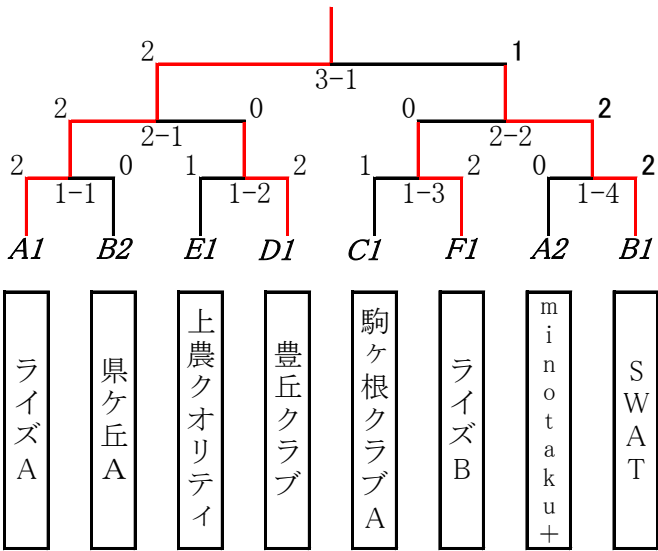 2 1
3-1
2 0 0 2
2-1 2-2
2 0 1 2 1 2 0 2
1-1 1-2 1-3 1-4
A1 B2 E1 D1 C1 F1 A2 B1
ライズA
県ケ丘A
上農クオリティ
豊丘クラブ
駒ヶ根クラブA
ライズB
minotaku+
SWAT